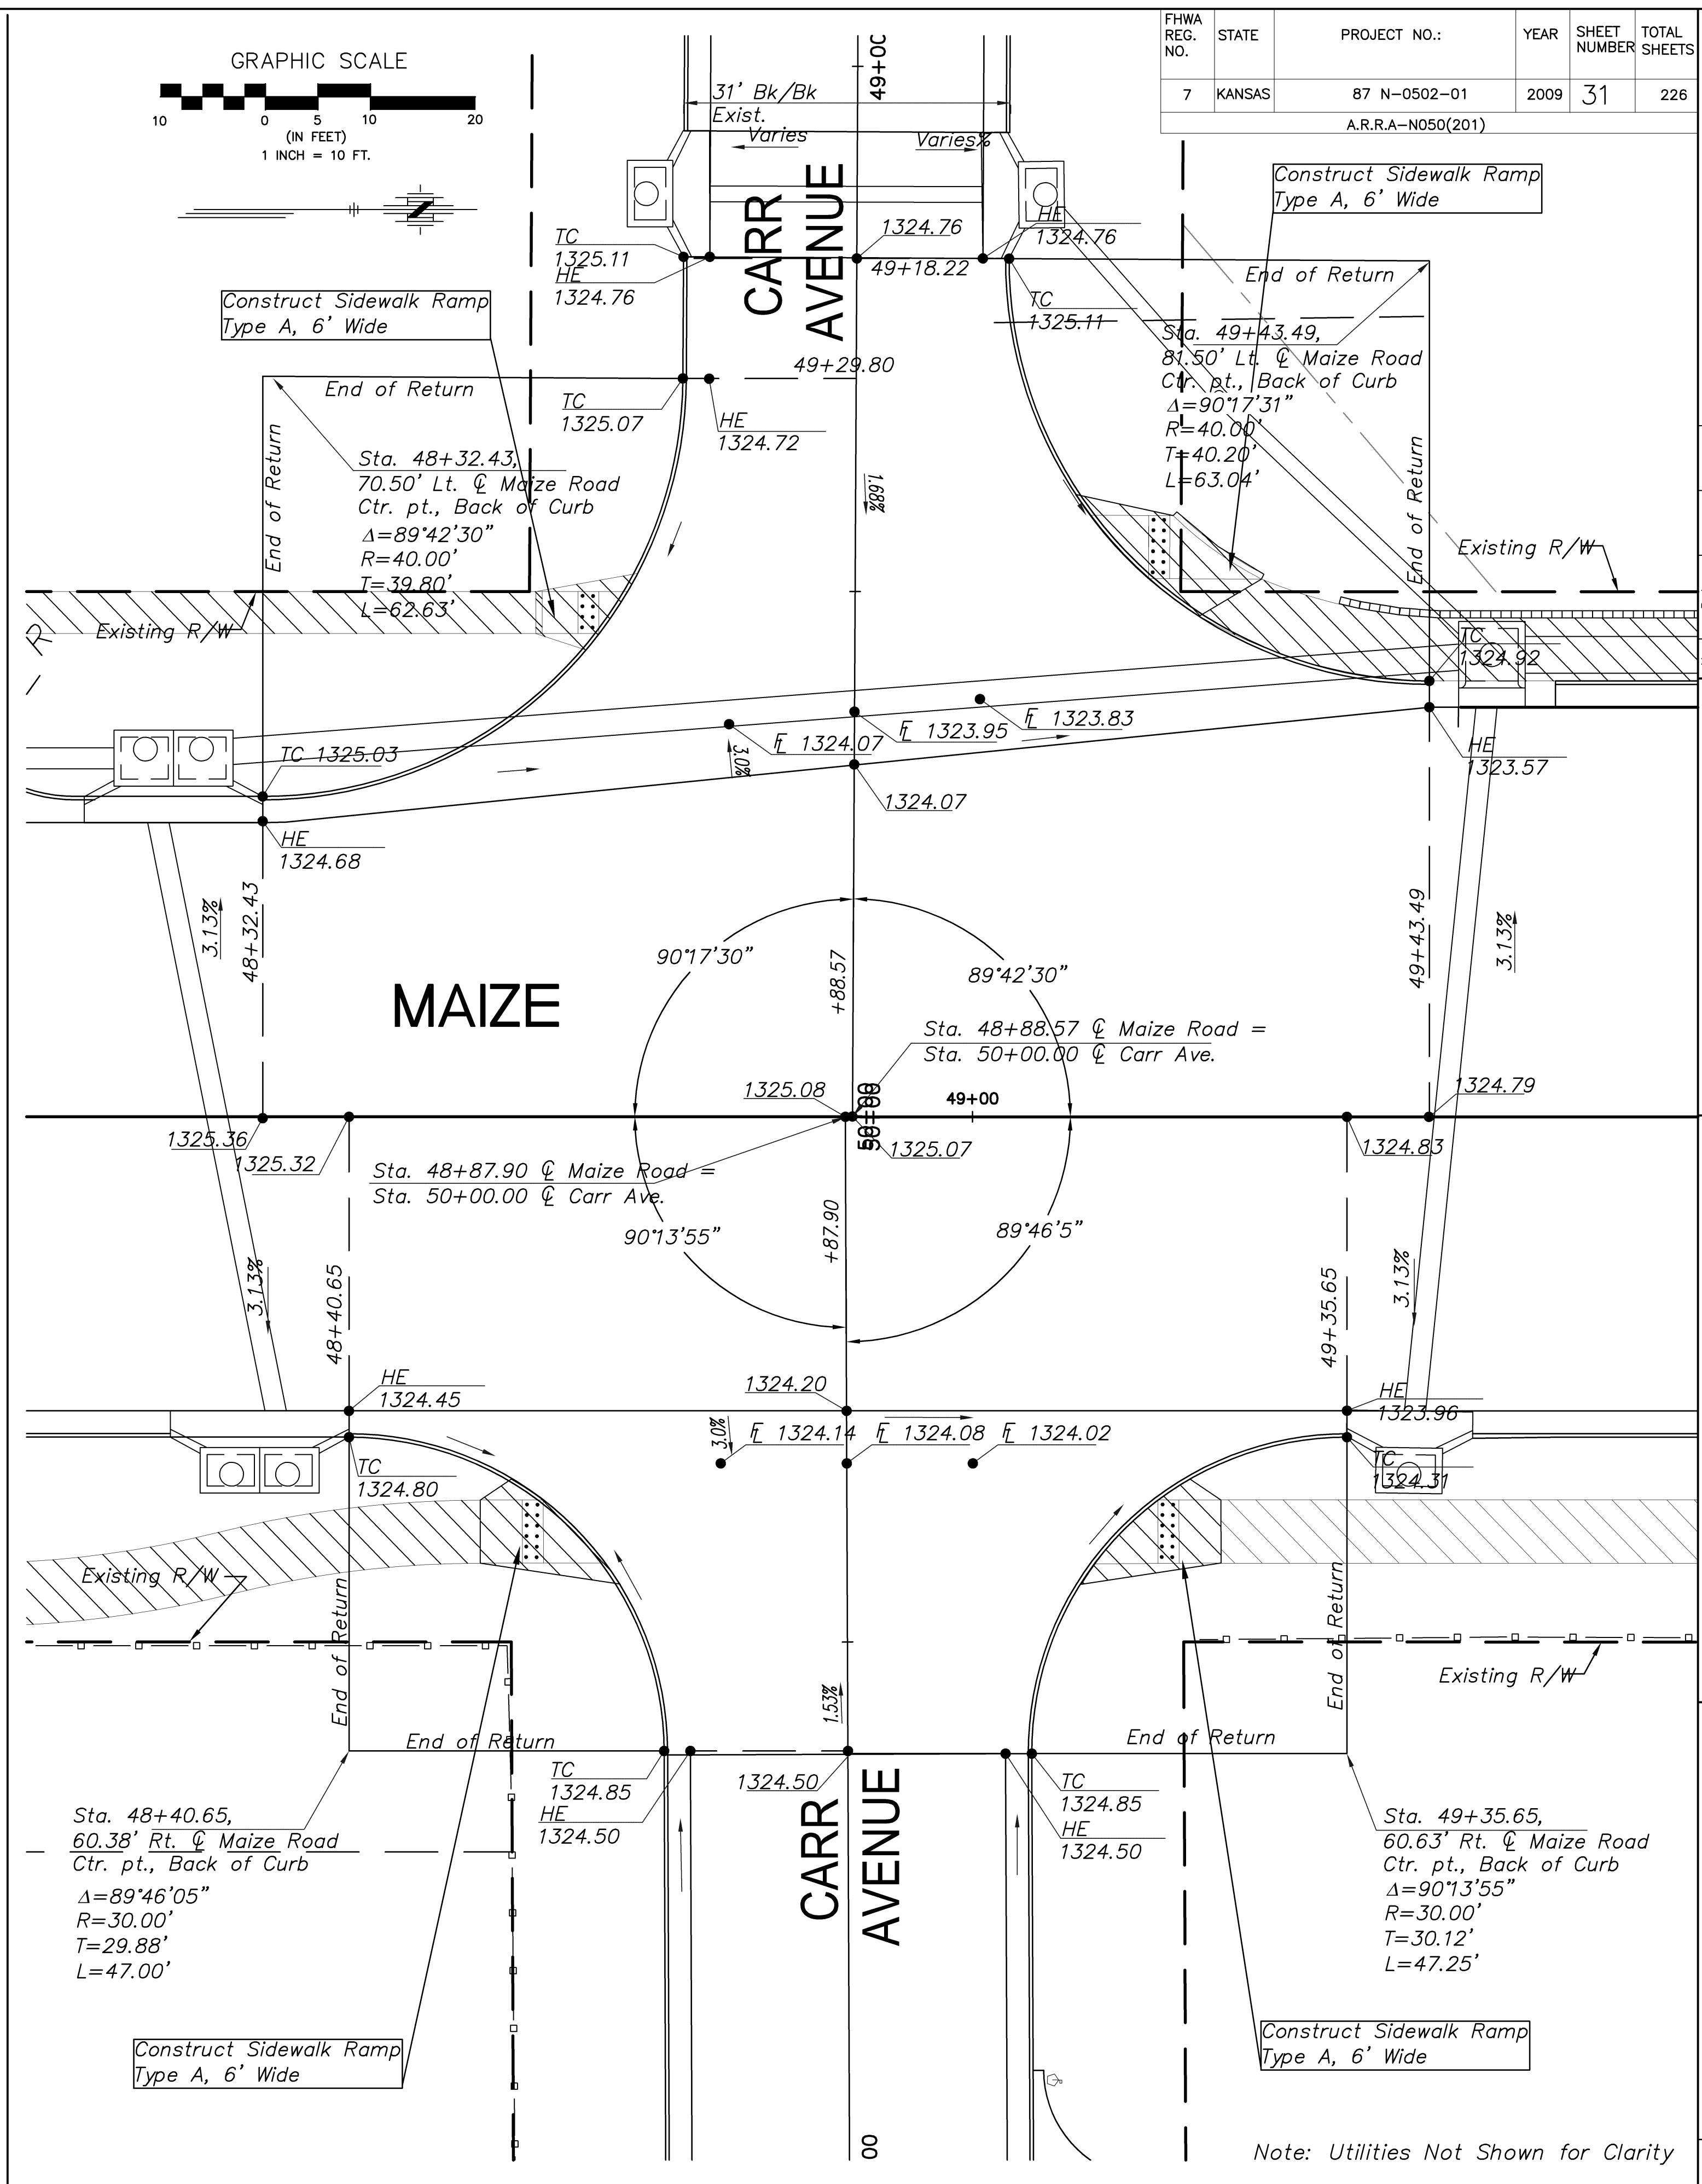 FHWA REG. NO.
STATE
PROJECT NO.:
YEAR
SHEET NUMBER
TOTAL SHEETS
7
KANSAS
87 N-0502-01
2009
31
226
A.R.R.A-N050(201)
GRAPHIC SCALE
10 0 5 10 20
(IN FEET)
1 INCH = 10 FT.
49+00
31' Bk/Bk
Exist.
Varies
Varies%
CARR
AVENUE
Construct Sidewalk Ramp
Type A, 6' Wide
HE
1324.76
1324.76
49+18.22
TC
1325.11
HE
1324.76
End of Return
TC
1325.11
Construct Sidewalk Ramp
Type A, 6' Wide
Sta. 49+43.49,
81.50' Lt. ℄ Maize Road
Ctr. pt., Back of Curb
Δ=90°17'31"
R=40.00'
T=40.20'
L=63.04'
49+29.80
End of Return
TC
1325.07
HE
1324.72
End of Return
Sta. 48+32.43,
70.50' Lt. ℄ Maize Road
Ctr. pt., Back of Curb
Δ=89°42'30"
R=40.00'
T=39.80'
L=62.63'
1.68%
End of Return
Existing R/W
Existing R/W
R
TC
1324.92
℄ 1324.07
℄ 1323.95
℄ 1323.83
3.0%
TC 1325.03
HE
1323.57
1324.07
HE
1324.68
3.13%
48+32.43
49+43.49
3.13%
90°17'30"
89°42'30"
+88.57
MAIZE
Sta. 48+88.57 ℄ Maize Road =
Sta. 50+00.00 ℄ Carr Ave.
1325.08
50+00
50+00
49+00
1324.79
1325.36
1325.32
1325.07
1324.83
Sta. 48+87.90 ℄ Maize Road =
Sta. 50+00.00 ℄ Carr Ave.
90°13'55"
+87.90
89°46'5"
3.13%
48+40.65
49+35.65
3.13%
HE
1324.45
1324.20
HE
1323.96
3.0%
℄ 1324.14
℄ 1324.08
℄ 1324.02
TC
1324.80
TC
1324.31
Existing R/W
End of Return
End of Return
Existing R/W
1.53%
End of Return
End of Return
TC
1324.85
HE
1324.50
1324.50
TC
1324.85
HE
1324.50
CARR
AVENUE
Sta. 48+40.65,
60.38' Rt. ℄ Maize Road
Ctr. pt., Back of Curb
Δ=89°46'05"
R=30.00'
T=29.88'
L=47.00'
Sta. 49+35.65,
60.63' Rt. ℄ Maize Road
Ctr. pt., Back of Curb
Δ=90°13'55"
R=30.00'
T=30.12'
L=47.25'
Construct Sidewalk Ramp
Type A, 6' Wide
Construct Sidewalk Ramp
Type A, 6' Wide
00
Note: Utilities Not Shown for Clarity